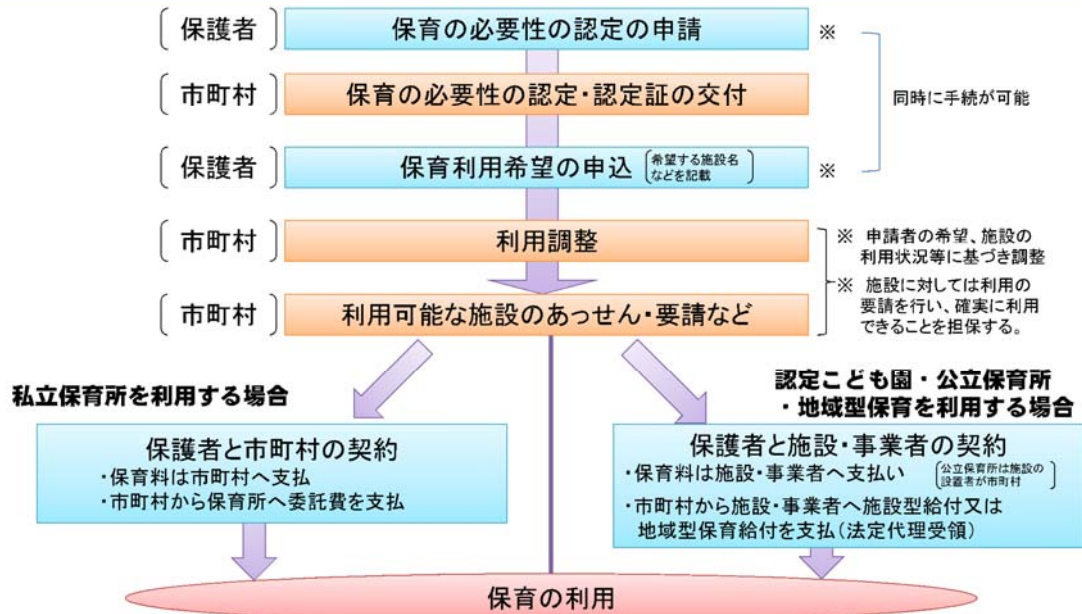 保護者
保育の必要性の認定の申請
※
市町村
保育の必要性の認定・認定証の交付
同時に手続が可能
保護者
保育利用希望の申込
希望する施設名
などを記載
※
市町村
利用調整
※ 申請者の希望、施設の
利用状況等に基づき調整
市町村
利用可能な施設のあっせん・要請など
※ 施設に対しては利用の
要請を行い、確実に利用
できることを担保する。
私立保育所を利用する場合
保護者と市町村の契約
・保育料は市町村へ支払
・市町村から保育所へ委託費を支払
認定こども園・公立保育所
・地域型保育を利用する場合
保護者と施設・事業者の契約
・保育料は施設・事業者へ支払い
公立保育所は施設の
設置者が市町村
・市町村から施設・事業者へ施設型給付又は
地域型保育給付を支払(法定代理受領)
保育の利用